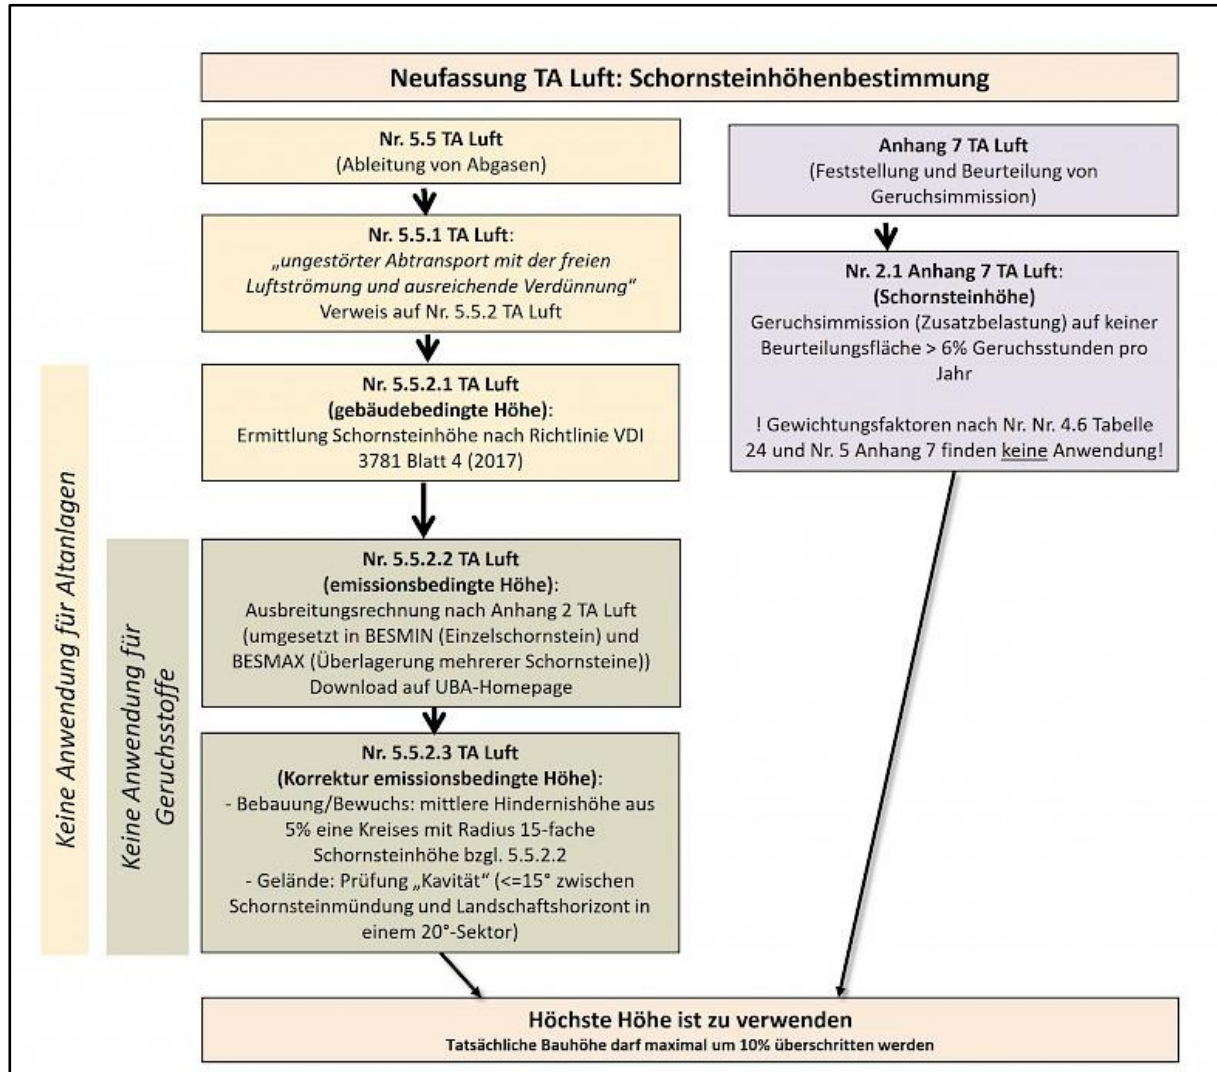 Neufassung TA Luft: Schornsteinhöhenbestimmung
Nr. 5.5 TA Luft
(Ableitung von Abgasen)
Nr. 5.5.1 TA Luft:
„ungestörter Abtransport mit der freien
Luftströmung und ausreichende Verdünnung“
Verweis auf Nr. 5.5.2 TA Luft
Nr. 5.5.2.1 TA Luft
(gebäudebedingte Höhe):
Ermittlung Schornsteinhöhe nach Richtlinie VDI
3781 Blatt 4 (2017)
Nr. 5.5.2.2 TA Luft
(emissionsbedingte Höhe):
Ausbreitungsrechnung nach Anhang 2 TA Luft
(umgesetzt in BESMIN (Einzelschornstein) und
BESMAX (Überlagerung mehrerer Schornsteine))
Download auf UBA-Homepage
Nr. 5.5.2.3 TA Luft
(Korrektur emissionsbedingte Höhe):
- Bebauung/Bewuchs: mittlere Hindernishöhe aus
5% eine Kreises mit Radius 15-fache
Schornsteinhöhe bzgl. 5.5.2.2
- Gelände: Prüfung „Kavität“ (<=15° zwischen
Schornsteinmündung und Landschaftshorizont in
einem 20°-Sektor)
Keine Anwendung für Altanlagen
Keine Anwendung für
Geruchsstoffe
Anhang 7 TA Luft
(Feststellung und Beurteilung von
Geruchsimmission)
Nr. 2.1 Anhang 7 TA Luft:
(Schornsteinhöhe)
Geruchsimmission (Zusatzbelastung) auf keiner
Beurteilungsfläche > 6% Geruchsstunden pro
Jahr
! Gewichtungsfaktoren nach Nr. Nr. 4.6 Tabelle
24 und Nr. 5 Anhang 7 finden keine Anwendung!
Höchste Höhe ist zu verwenden
Tatsächliche Bauhöhe darf maximal um 10% überschritten werden